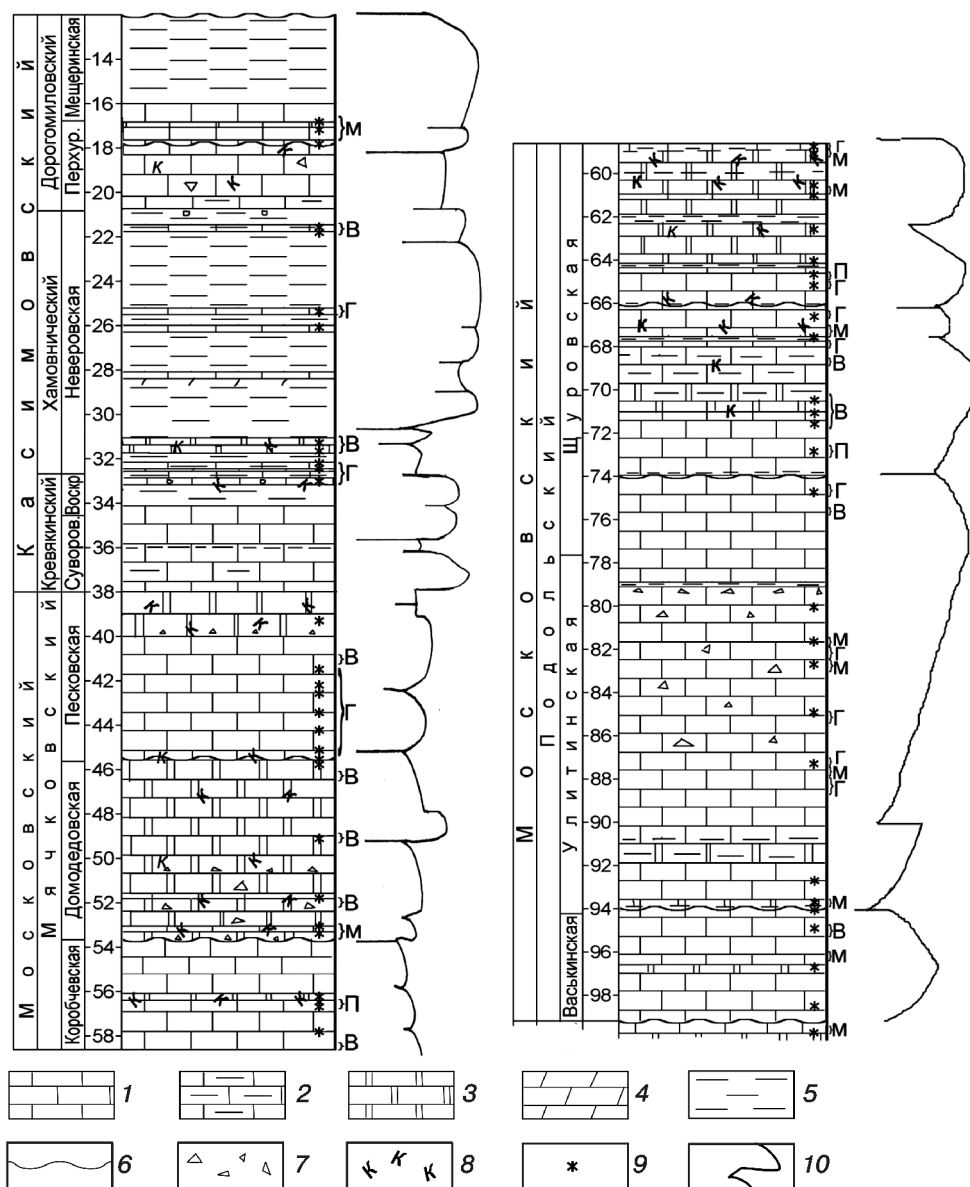 Касимовский
Дорогомиловский
Мещеринская
Перхур.
Хамовнический
Неверовская
Кревякинский
Воскр
Суворов.
Московский
Мячковский
Песковская
Домодедовская
Коробчевская
14
16
18
20
22
24
26
28
30
32
34
36
38
40
42
44
46
48
50
52
54
56
58
М
К
К
К
В
Г
В
К
К
Г
К
К
К
К
К
К
В
Г
К
К
В
К
К
В
К
К
К
К
В
К
К
М
К
К
К
П
В
МОСКОВСКИЙ
Подольский
Щуровская
Улитинская
Васькинская
60
62
64
66
68
70
72
74
76
78
80
82
84
86
88
90
92
94
96
98
Г
М
К
К
К
К
К
К
М
К
К
П
Г
К
К
Г
К
К
К
М
Г
К
В
К
В
П
Г
В
М
Г
М
Г
Г
М
Г
М
В
М
М
1
2
3
4
5
6
7
К К К 8
9
10